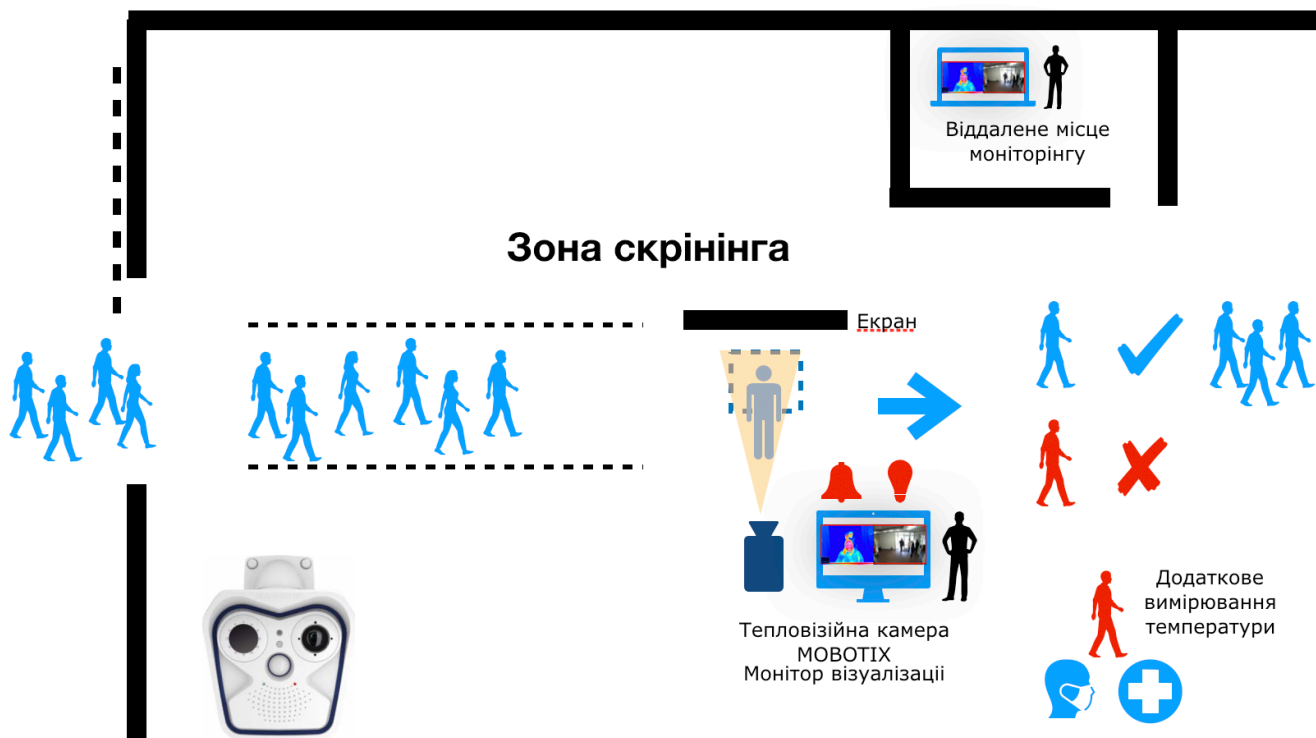 Віддалене місце
моніторінгу
Зона скрінінга
Екран
Тепловізійна камера
MOBOTIX
Монітор візуалізації
Додаткове
вимірювання
температури